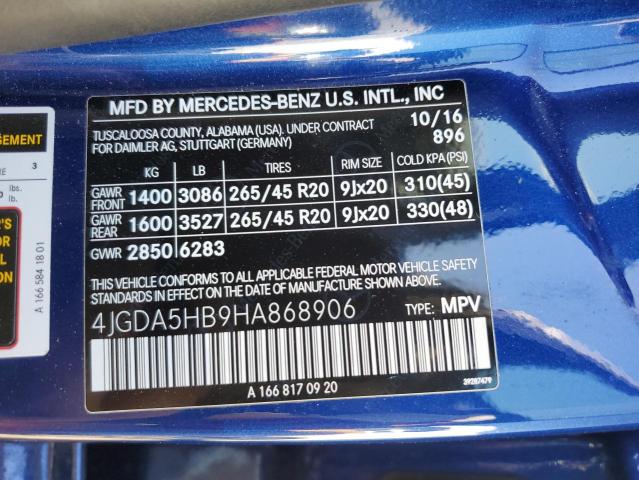 MFD BY MERCEDES-BENZ U.S. INTL., INC
TUSCALOOSA COUNTY, ALABAMA (USA). UNDER CONTRACT 10/16
FOR DAIMLER AG, STUTTGART (GERMANY) 896
KG LB TIRES RIM SIZE COLD KPA (PSI)
GAWR FRONT 1400 3086 265/45 R20 9Jx20 310(45)
GAWR REAR 1600 3527 265/45 R20 9Jx20 330(48)
GVWR 2850 6283
THIS VEHICLE CONFORMS TO ALL APPLICABLE FEDERAL MOTOR VEHICLE SAFETY
AND THEFT PREVENTION STANDARDS IN EFFECT
ON THE DATE OF MANUFACTURE SHOWN ABOVE.
4JGDA5HB9HA868906 TYPE: MPV
A 166 817 09 20 39287479
GEMENT
3
lbs.
lb.
A 166 584 18 01